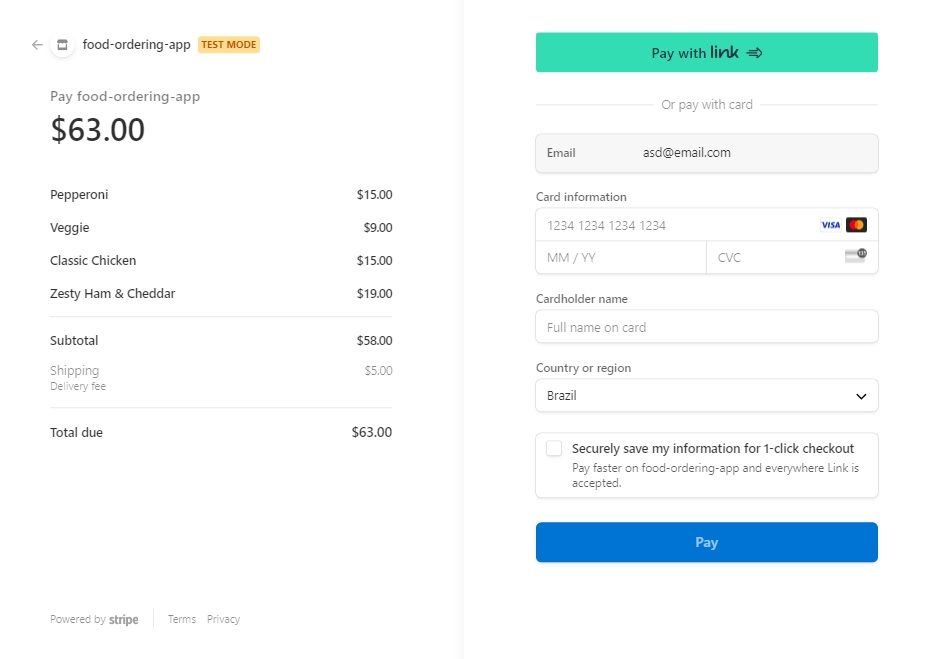 food-ordering-app TEST MODE
Pay food-ordering-app
$63.00
Pepperoni $15.00
Veggie $9.00
Classic Chicken $15.00
Zesty Ham & Cheddar $19.00
Subtotal $58.00
Shipping $5.00
Delivery fee
Total due $63.00
Powered by stripe Terms Privacy
Pay with link
Or pay with card
Email asd@email.com
Card information
1234 1234 1234 1234 VISA
MM / YY CVC
Cardholder name
Full name on card
Country or region
Brazil
Securely save my information for 1-click checkout
Pay faster on food-ordering-app and everywhere Link is
accepted.
Pay